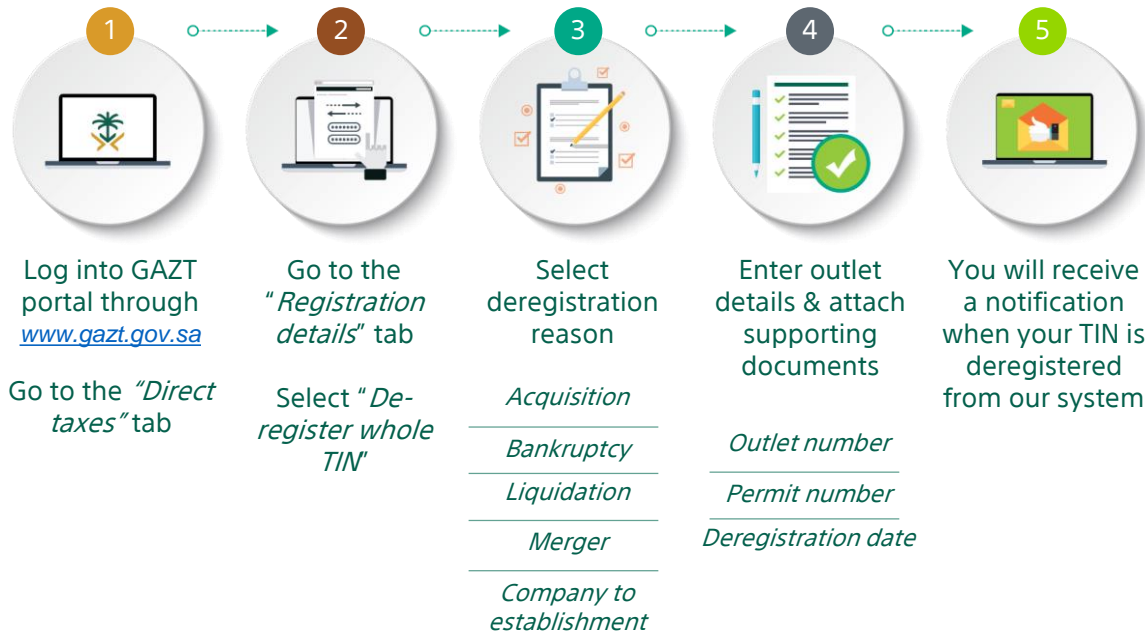 1
2
3
4
5
Log into GAZT
portal through
www.gazt.gov.sa
Go to the "Direct
taxes" tab
Go to the
"Registration
details" tab
Select "De-
register whole
TIN"
Select
deregistration
reason
Acquisition
Bankruptcy
Liquidation
Merger
Company to
establishment
Enter outlet
details & attach
supporting
documents
Outlet number
Permit number
Deregistration date
You will receive
a notification
when your TIN is
deregistered
from our system